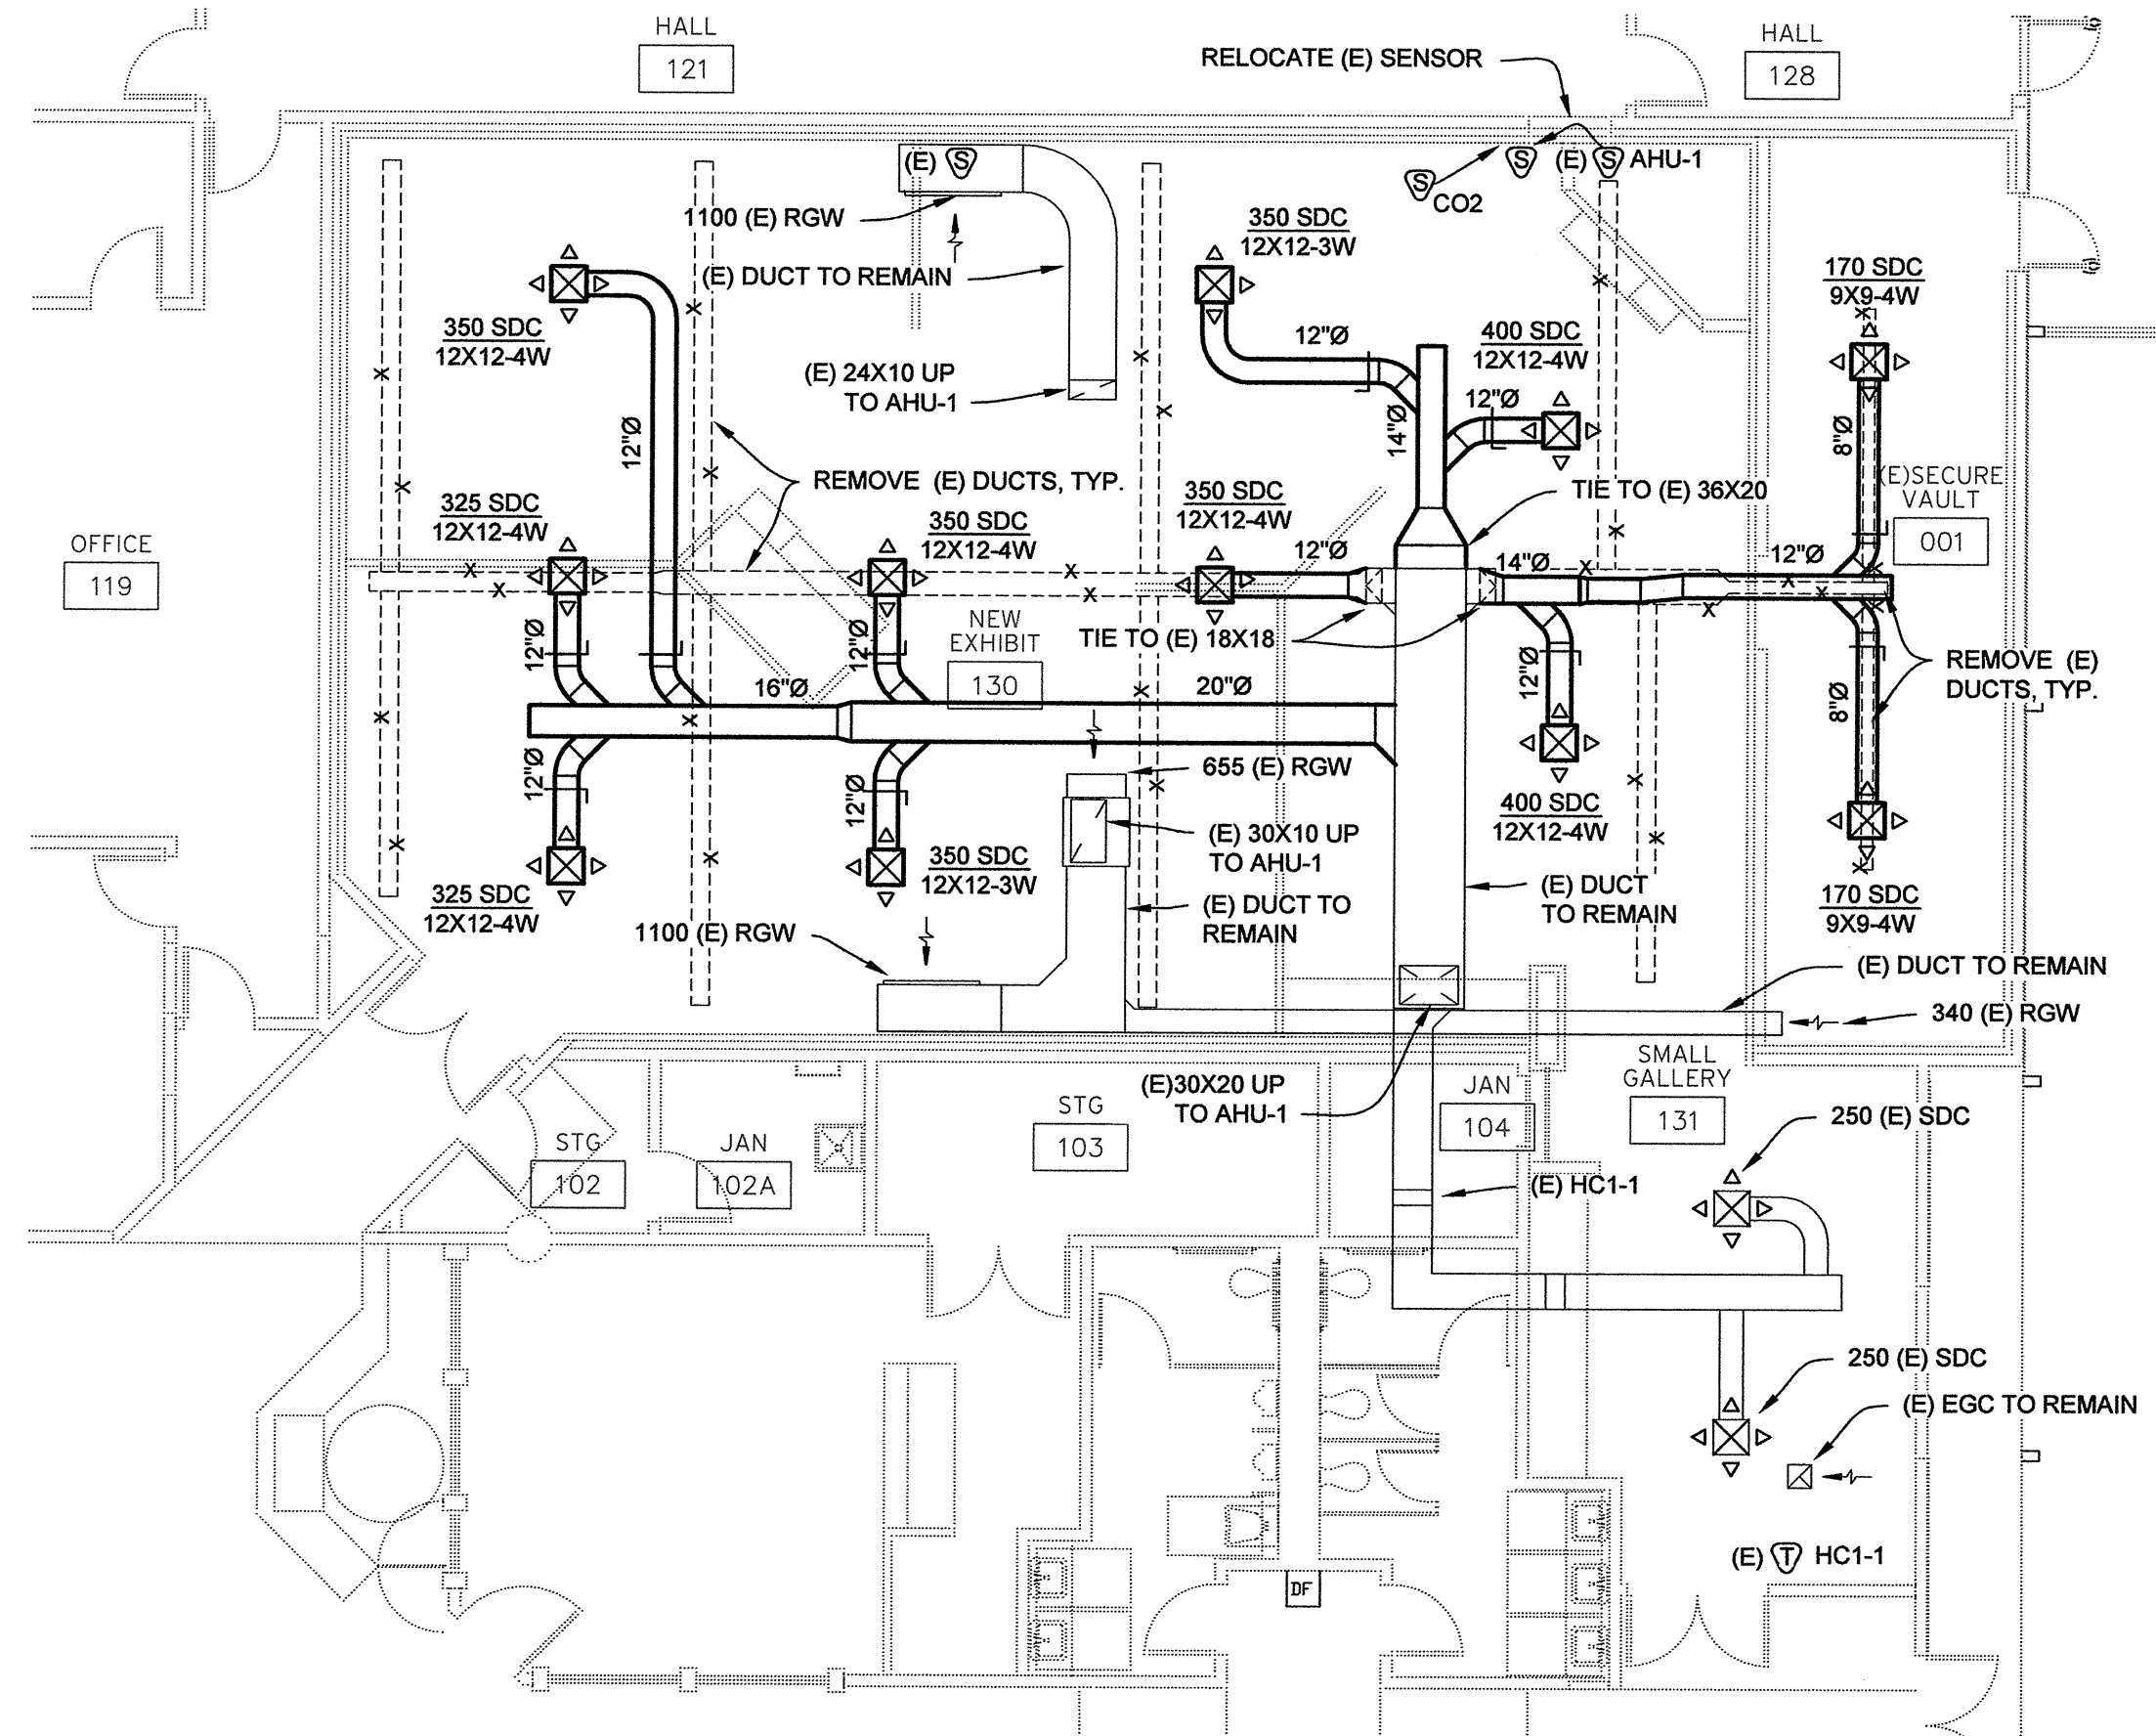 HALL
121
RELOCATE (E) SENSOR
HALL
128
(E) S
S
(E) S AHU-1
S
CO2
1100 (E) RGW
350 SDC
12X12-3W
(E) DUCT TO REMAIN
170 SDC
9X9-4W
350 SDC
12X12-4W
12"Ø
400 SDC
12X12-4W
(E) 24X10 UP
TO AHU-1
12"Ø
14"Ø
12"Ø
8"Ø
REMOVE (E) DUCTS, TYP.
(E)SECURE
VAULT
001
TIE TO (E) 36X20
325 SDC
12X12-4W
350 SDC
12X12-4W
350 SDC
12X12-4W
OFFICE
119
12"Ø
14"Ø
12"Ø
NEW
EXHIBIT
130
TIE TO (E) 18X18
12"Ø
12"Ø
12"Ø
REMOVE (E)
DUCTS, TYP.
16"Ø
20"Ø
8"Ø
655 (E) RGW
12"Ø
12"Ø
400 SDC
12X12-4W
(E) 30X10 UP
TO AHU-1
350 SDC
12X12-3W
325 SDC
12X12-4W
(E) DUCT
TO REMAIN
170 SDC
9X9-4W
(E) DUCT TO
REMAIN
1100 (E) RGW
(E) DUCT TO REMAIN
340 (E) RGW
SMALL
GALLERY
131
(E)30X20 UP
TO AHU-1
JAN
104
STG
103
250 (E) SDC
STG
102
JAN
102A
(E) HC1-1
250 (E) SDC
(E) EGC TO REMAIN
(E) T HC1-1
DF